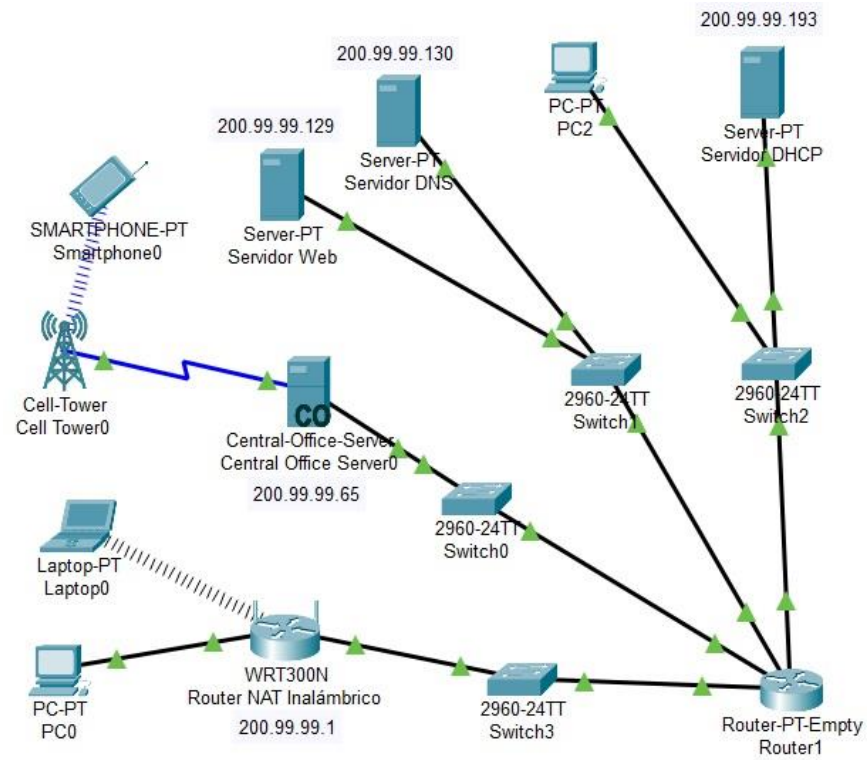 200.99.99.193
200.99.99.130
PC-PT
PC2
200.99.99.129
Server-PT
Servidor DHCP
Server-PT
Servidor DNS
SMARTPHONE-PT
Smartphone0
Server-PT
Servidor Web
2960-24TT
Switch1
2960-24TT
Switch2
Cell-Tower
Cell Tower0
CO
Central-Office-Server
Central Office Server0
200.99.99.65
2960-24TT
Switch0
Laptop-PT
Laptop0
WRT300N
Router NAT Inalámbrico
200.99.99.1
PC-PT
PC0
2960-24TT
Switch3
Router-PT-Empty
Router1